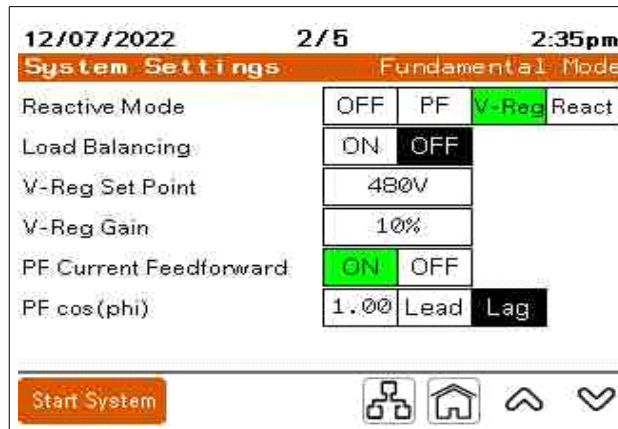 12/07/2022 2/5 2:35pm
System Settings Fundamental Mode
Reactive Mode OFF PF V-Reg React
Load Balancing ON OFF
V-Reg Set Point 480V
V-Reg Gain 10%
PF Current Feedforward ON OFF
PF cos(phi) 1.00 Lead Lag
Start System